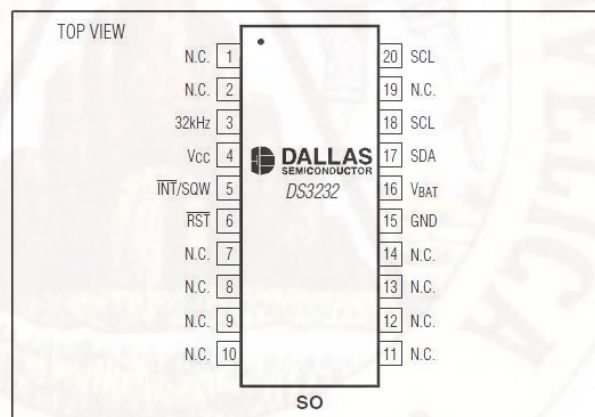 TOP VIEW
N.C. 1 20 SCL
N.C. 2 19 N.C.
32kHz 3 18 SCL
VCC 4 17 SDA
INT/SQW 5 16 VBAT
RST 6 15 GND
N.C. 7 14 N.C.
N.C. 8 13 N.C.
N.C. 9 12 N.C.
N.C. 10 11 N.C.
DALLAS
SEMICONDUCTOR
DS3232
SO
VELICA